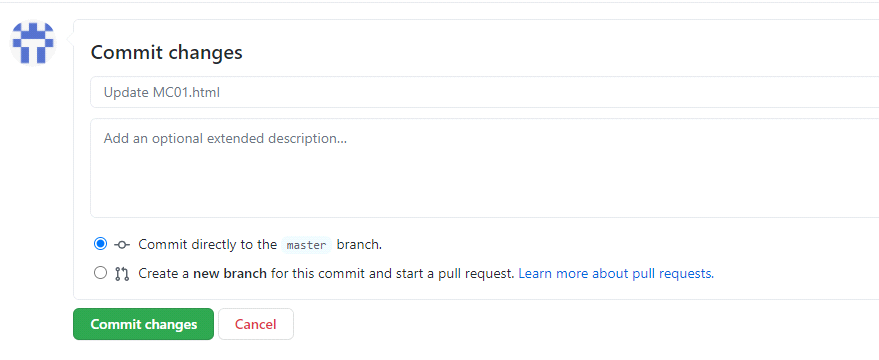 Commit changes
Update MC01.html
Add an optional extended description...
Commit directly to the master branch.
Create a new branch for this commit and start a pull request. Learn more about pull requests.
Commit changes Cancel